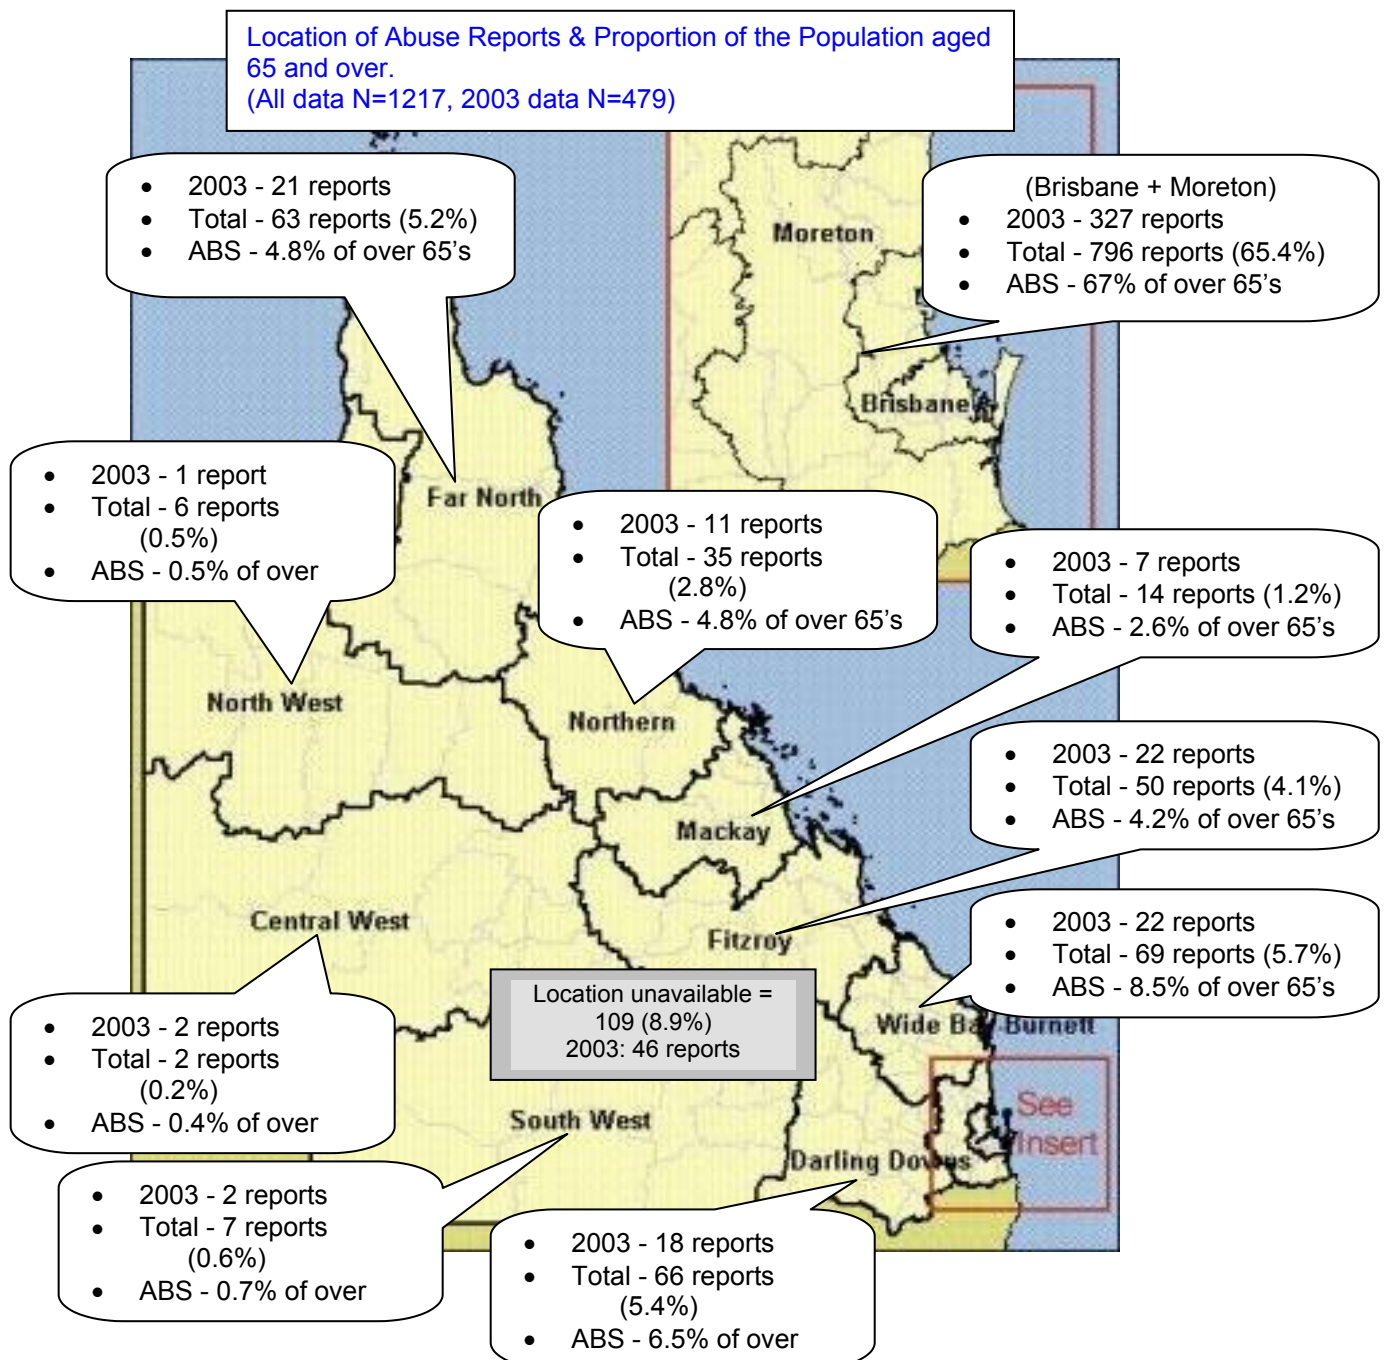 Location of Abuse Reports & Proportion of the Population aged
65 and over.
(All data N=1217, 2003 data N=479)
• 2003 - 21 reports
• Total - 63 reports (5.2%)
• ABS - 4.8% of over 65's
(Brisbane + Moreton)
• 2003 - 327 reports
• Total - 796 reports (65.4%)
• ABS - 67% of over 65's
Moreton
Brisbane
• 2003 - 1 report
• Total - 6 reports
(0.5%)
• ABS - 0.5% of over
Far North
• 2003 - 11 reports
• Total - 35 reports
(2.8%)
• ABS - 4.8% of over 65's
• 2003 - 7 reports
• Total - 14 reports (1.2%)
• ABS - 2.6% of over 65's
North West
Northern
• 2003 - 22 reports
• Total - 50 reports (4.1%)
• ABS - 4.2% of over 65's
Mackay
Central West
Fitzroy
• 2003 - 22 reports
• Total - 69 reports (5.7%)
• ABS - 8.5% of over 65's
Location unavailable =
109 (8.9%)
2003: 46 reports
Wide Bay-Burnett
• 2003 - 2 reports
• Total - 2 reports
(0.2%)
• ABS - 0.4% of over
South West
See
Insert
Darling Downs
• 2003 - 2 reports
• Total - 7 reports
(0.6%)
• ABS - 0.7% of over
• 2003 - 18 reports
• Total - 66 reports
(5.4%)
• ABS - 6.5% of over